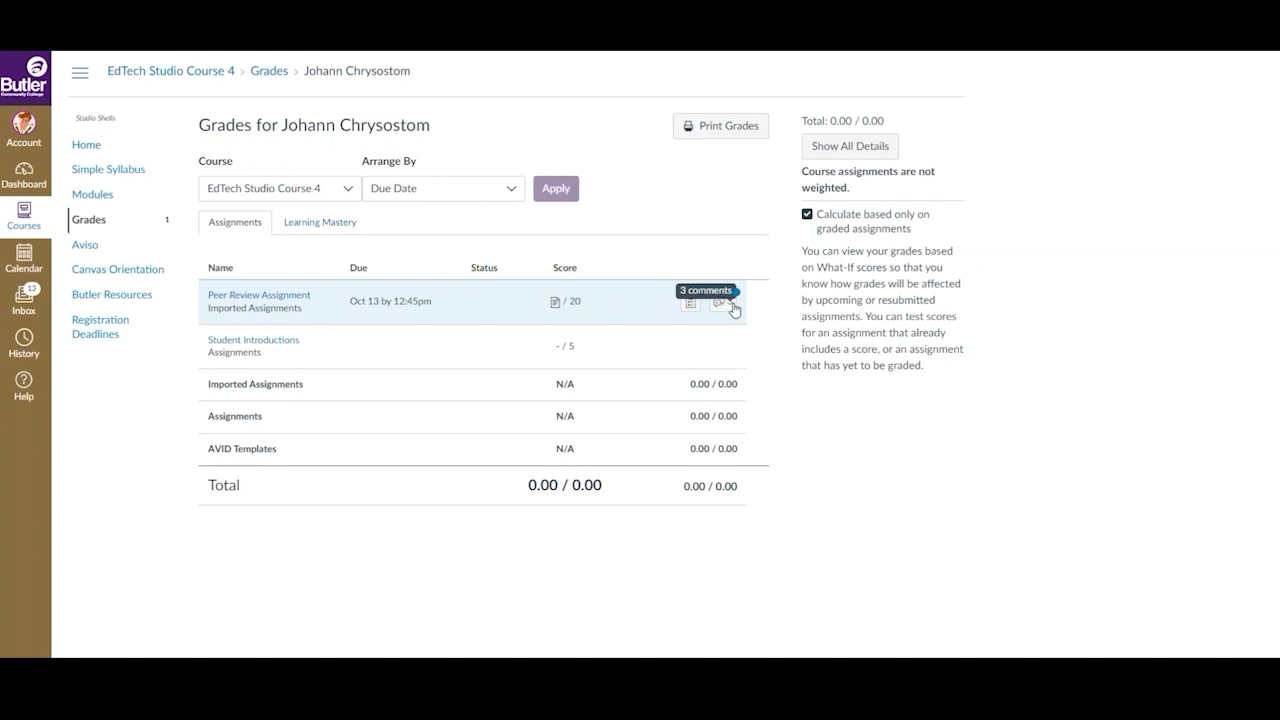 Butler
Community College
Account
Dashboard
Courses
Calendar
13
Inbox
History
Help
EdTech Studio Course 4 › Grades › Johann Chrysostom
Studio Shells
Home
Simple Syllabus
Modules
Grades 1
Aviso
Canvas Orientation
Butler Resources
Registration
Deadlines
Grades for Johann Chrysostom
Print Grades
Course Arrange By
EdTech Studio Course 4 Due Date Apply
Assignments Learning Mastery
Name Due Status Score
3 comments
Peer Review Assignment
Imported Assignments
Oct 13 by 12:45pm / 20
Student Introductions
Assignments
- / 5
Imported Assignments N/A 0.00 / 0.00
Assignments N/A 0.00 / 0.00
AVID Templates N/A 0.00 / 0.00
Total 0.00 / 0.00 0.00 / 0.00
Total: 0.00 / 0.00
Show All Details
Course assignments are not
weighted.
Calculate based only on
graded assignments
You can view your grades based
on What-If scores so that you
know how grades will be affected
by upcoming or resubmitted
assignments. You can test scores
for an assignment that already
includes a score, or an assignment
that has yet to be graded.